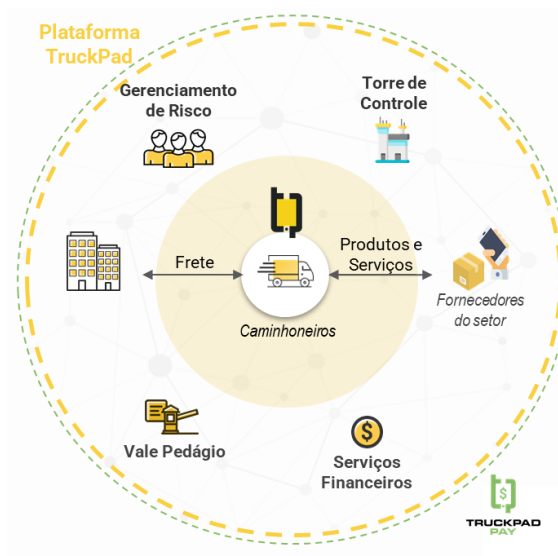 Plataforma
TruckPad
Gerenciamento
de Risco
Torre de
Controle
Frete
Produtos e
Serviços
Caminhoneiros
Fornecedores
do setor
Vale Pedágio
Serviços
Financeiros
TRUCKPAD
PAY